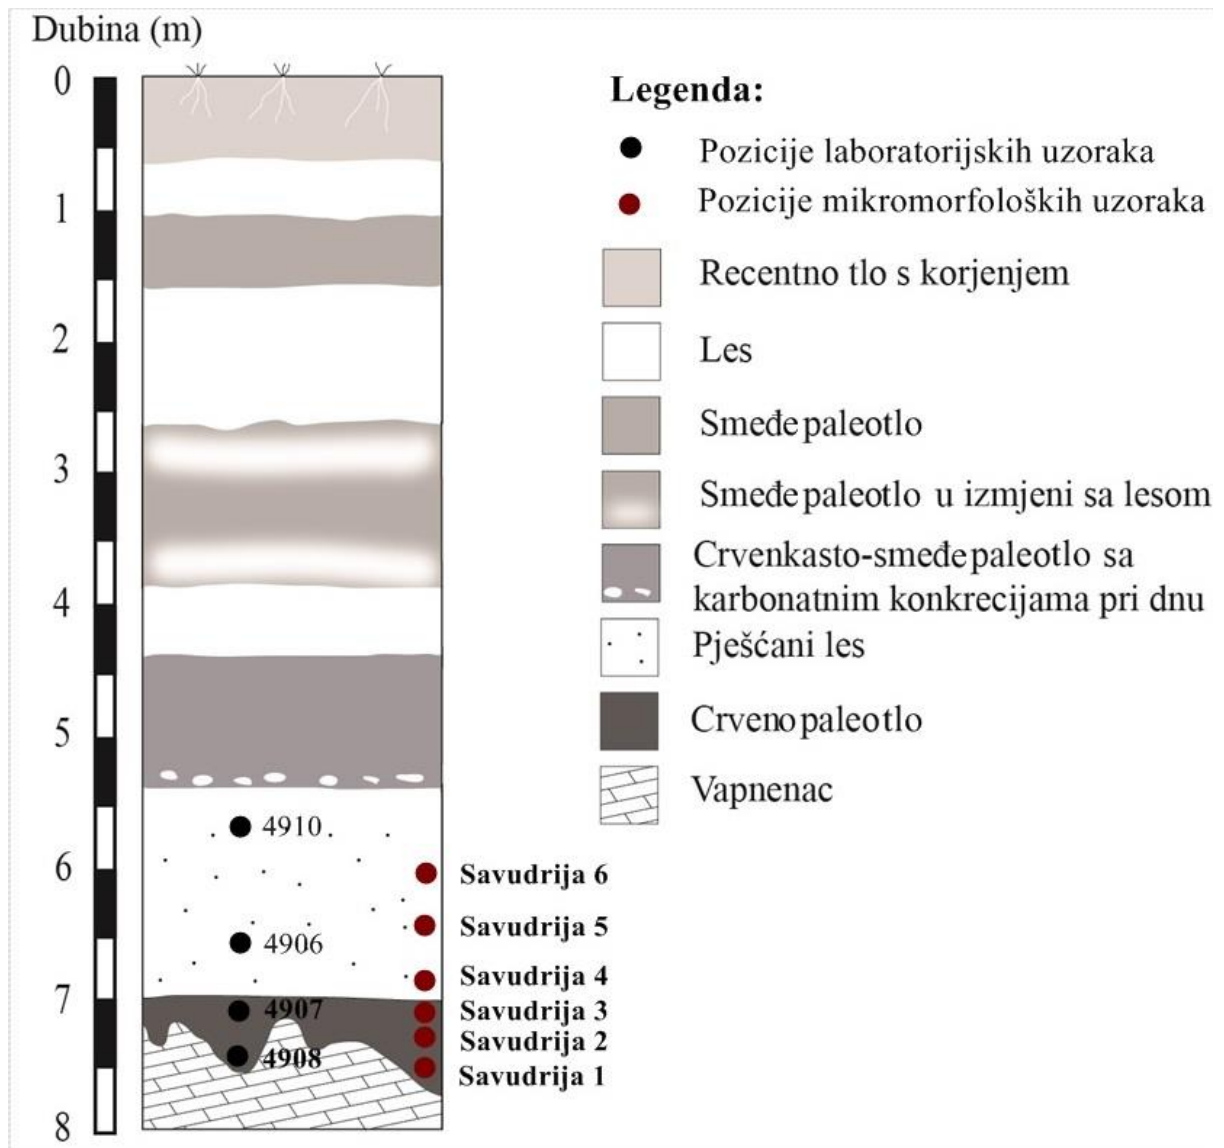 Dubina (m)
0
1
2
3
4
5
6
7
8
4910
4906
4907
4908
Savudrija 6
Savudrija 5
Savudrija 4
Savudrija 3
Savudrija 2
Savudrija 1
Legenda:
Pozicije laboratorijskih uzoraka
Pozicije mikromorfoloških uzoraka
Recentno tlo s korjenjem
Les
Smeđe paleotlo
Smeđe paleotlo u izmjeni sa lesom
Crvenkasto-smeđe paleotlo sa
karbonatnim konkrecijama pri dnu
Pješćani les
Crveno paleotlo
Vapnenac